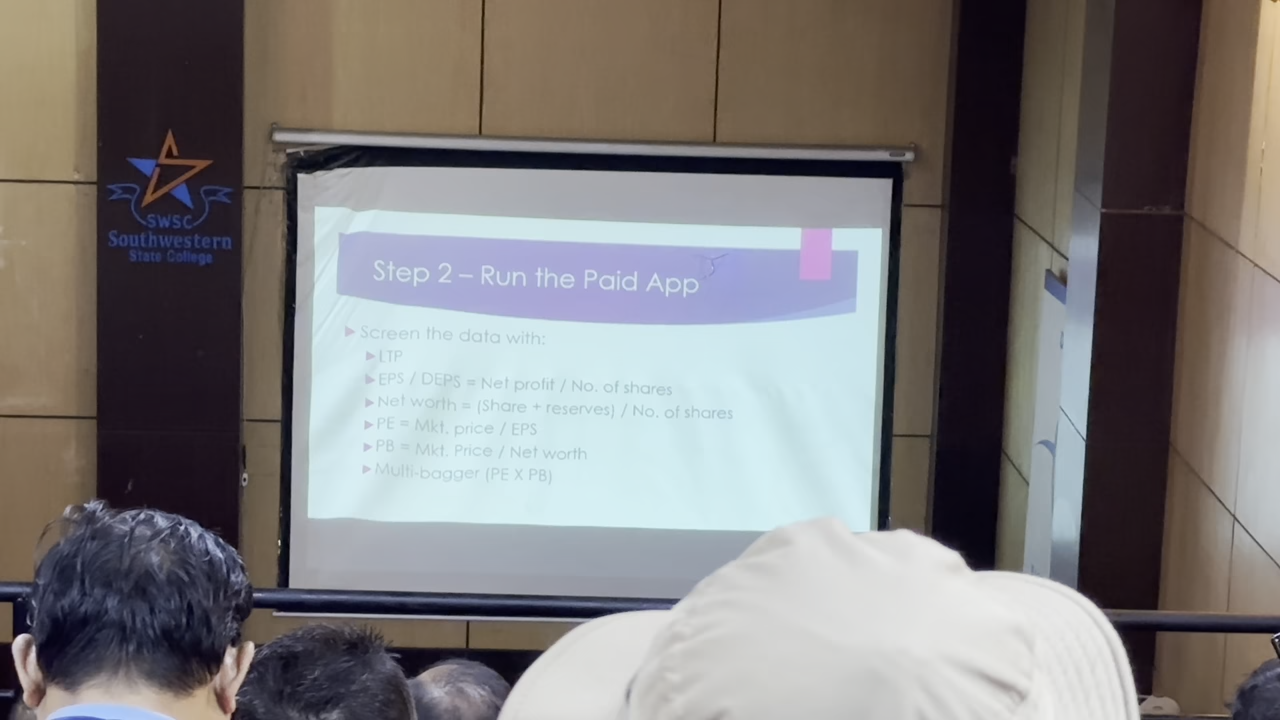 SWSC
Southwestern
State College
Step 2 – Run the Paid App
Screen the data with:
LTP
EPS / DEPS = Net profit / No. of shares
Net worth = (Share + reserves) / No. of shares
PE = Mkt. price / EPS
PB = Mkt. Price / Net worth
Multi-bagger (PE X PB)